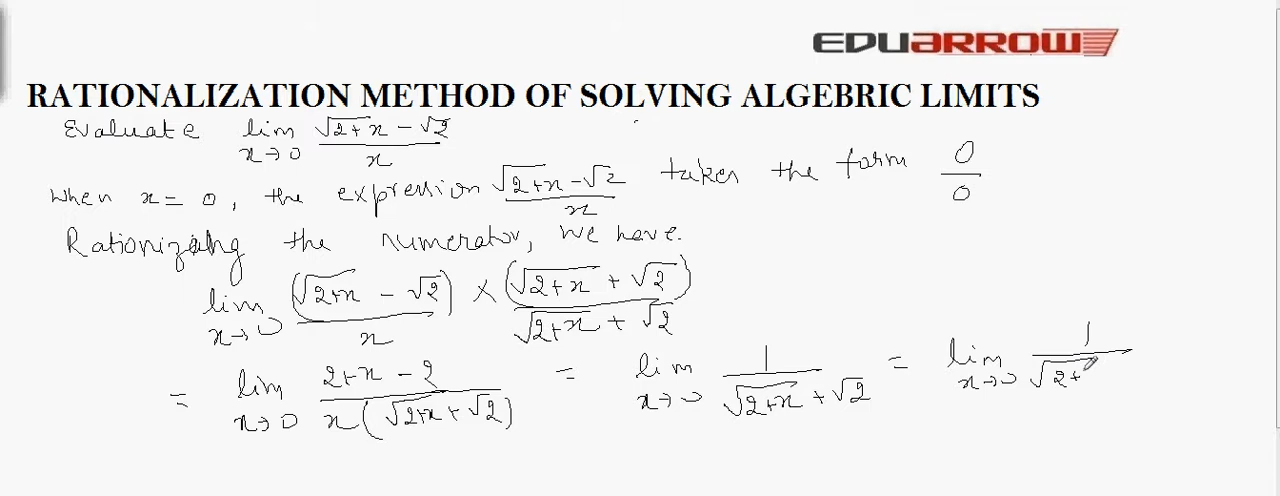 EDUARROW
RATIONALIZATION METHOD OF SOLVING ALGEBRIC LIMITS
Evaluate lim x→0 (√(2+x) − √2)/x
When x = 0, the expression (√(2+x) − √2)/x takes the form 0/0
Rationizing the numerator, we have.
lim x→0 (√(2+x) − √2)/x × (√(2+x) + √2)/(√(2+x) + √2)
= lim x→0 (2+x − 2)/(x(√(2+x) + √2)) = lim x→0 1/(√(2+x) + √2) = lim x→0 1/√2+